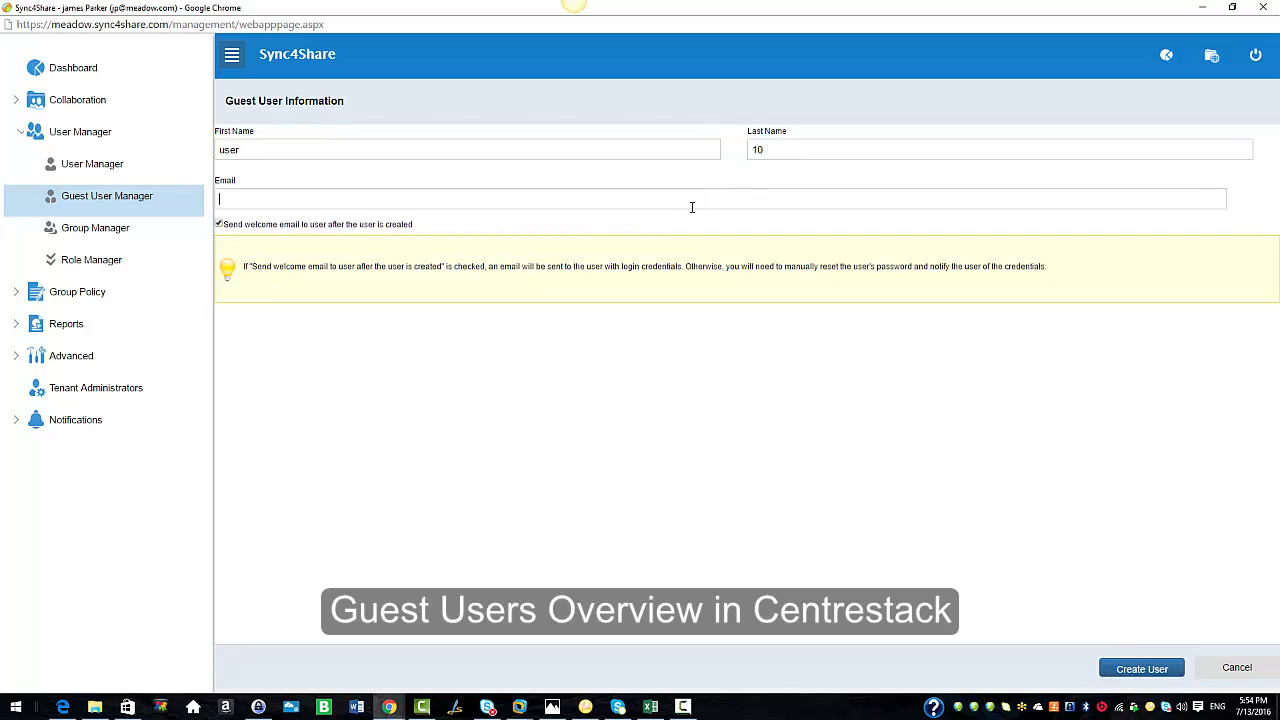 Sync4Share - james Parker (jp@meadow.com) - Google Chrome
https://meadow.sync4share.com/management/webapppage.aspx
Sync4Share
Dashboard
Collaboration
User Manager
User Manager
Guest User Manager
Group Manager
Role Manager
Group Policy
Reports
Advanced
Tenant Administrators
Notifications
Guest User Information
First Name
Last Name
user
10
Email
Send welcome email to user after the user is created
If "Send welcome email to user after the user is created" is checked, an email will be sent to the user with login credentials. Otherwise, you will need to manually reset the user's password and notify the user of the credentials.
Guest Users Overview in Centrestack
Create User
Cancel
ENG
5:54 PM
7/13/2016